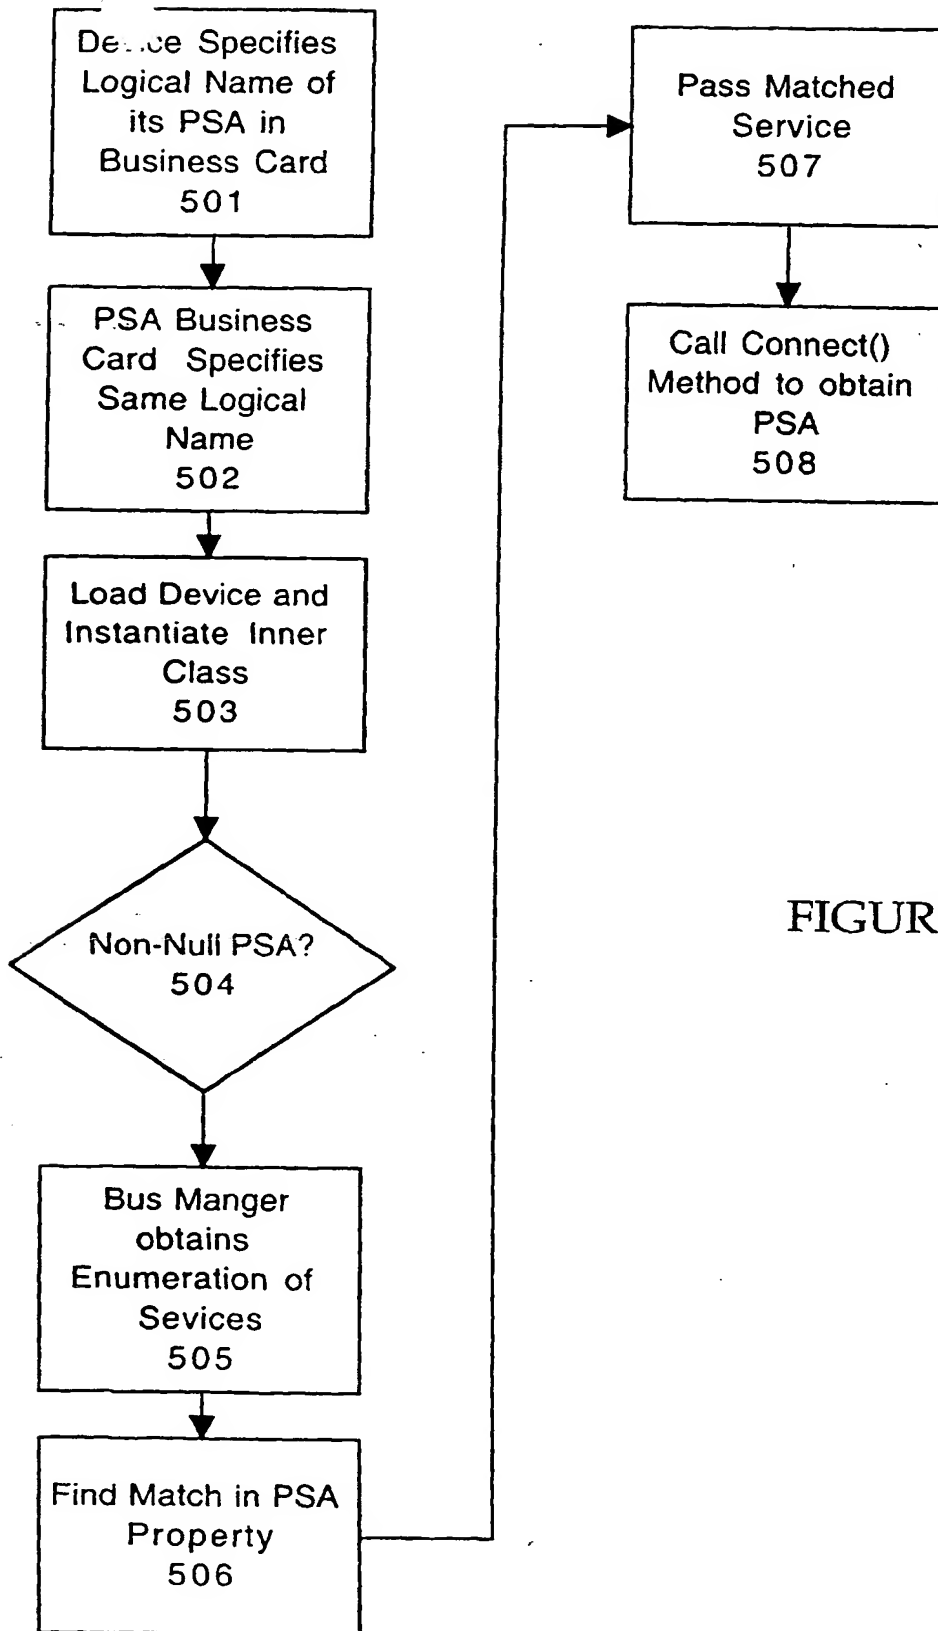 Specifies
Logical Name of
its PSA in
Business Card
501
PSA Business
Card Specifies
Same Logical
Name
502
Load Device and
Instantiate Inner
Class
503
Non-Null PSA?
504
Bus Manger
obtains
Enumeration of
Sevices
505
Find Match in PSA
Property
506
Pass Matched
Service
507
Call Connect()
Method to obtain
PSA
508
FIGUR